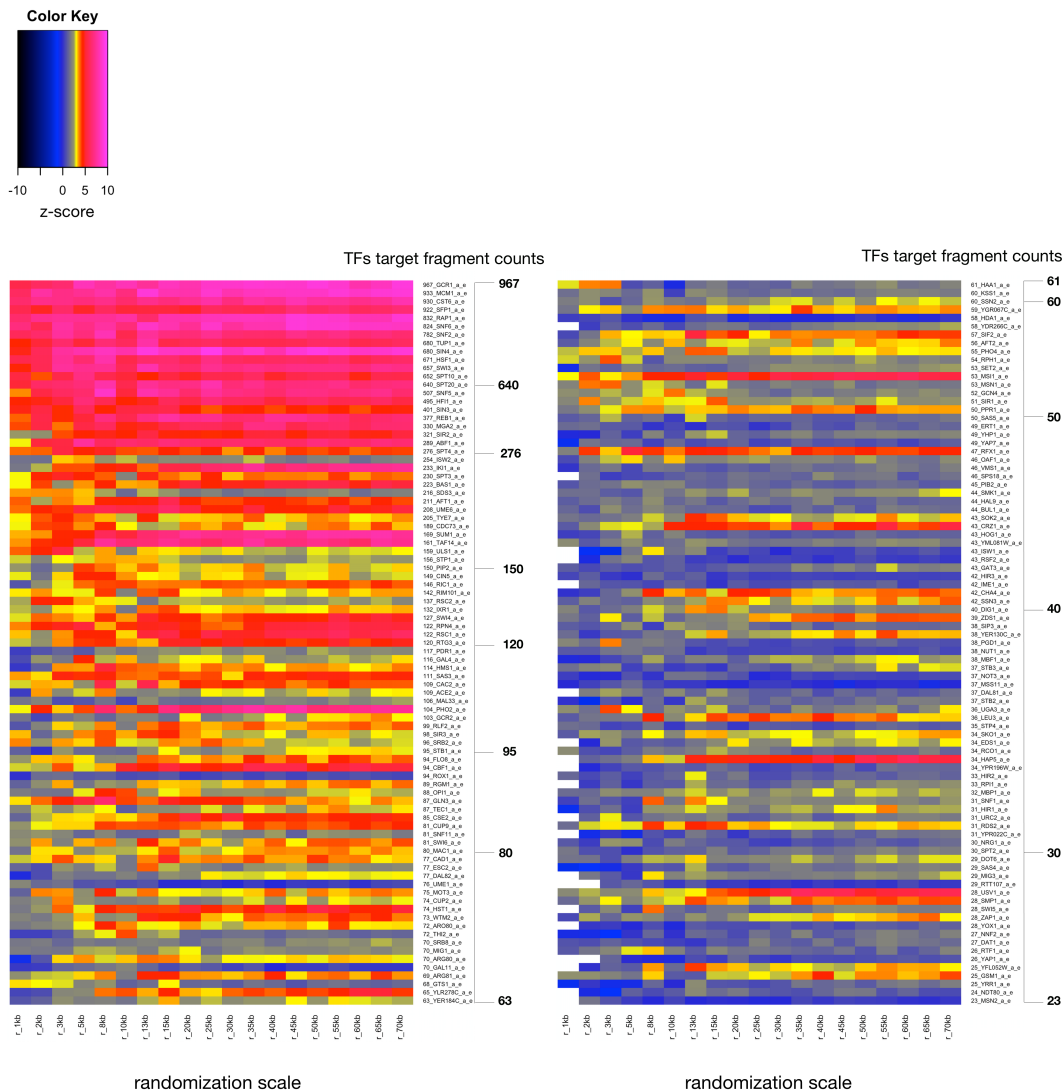 Color Key
-10 0 5 10
z-score
TFs target fragment counts
967_GCR1_a_e
933_MCM1_a_e
930_CST6_a_e
922_SFP1_a_e
832_RAP1_a_e
824_SNF6_a_e
782_SNF2_a_e
680_TUP1_a_e
680_SIN4_a_e
671_HSF1_a_e
657_SWI3_a_e
652_SPT10_a_e
640_SPT20_a_e
507_SNF5_a_e
495_HFI1_a_e
401_SIN3_a_e
377_REB1_a_e
330_MGA2_a_e
321_SIR2_a_e
289_ABF1_a_e
276_SPT4_a_e
254_ISW2_a_e
233_IKI1_a_e
230_SPT3_a_e
223_BAS1_a_e
216_SDS3_a_e
211_AFT1_a_e
208_UME6_a_e
205_TYE7_a_e
189_CDC73_a_e
169_SUM1_a_e
161_TAF14_a_e
159_ULS1_a_e
156_STP1_a_e
150_PIP2_a_e
149_CIN5_a_e
146_RIC1_a_e
142_RIM101_a_e
137_RSC2_a_e
132_IXR1_a_e
127_SWI4_a_e
122_RPN4_a_e
122_RSC1_a_e
120_RTG3_a_e
117_PDR1_a_e
116_GAL4_a_e
114_HMS1_a_e
111_SAS3_a_e
109_CAC2_a_e
109_ACE2_a_e
106_MAL33_a_e
104_PHO2_a_e
103_GCR2_a_e
99_RLF2_a_e
98_SIR3_a_e
96_SRB2_a_e
95_STB1_a_e
94_FLO8_a_e
94_CBF1_a_e
94_ROX1_a_e
89_RGM1_a_e
88_OPI1_a_e
87_GLN3_a_e
87_TEC1_a_e
85_CSE2_a_e
81_CUP9_a_e
81_SNF11_a_e
81_SWI6_a_e
80_MAC1_a_e
77_CAD1_a_e
77_ESC2_a_e
77_DAL82_a_e
76_UME1_a_e
75_MOT3_a_e
74_CUP2_a_e
74_HST1_a_e
73_WTM2_a_e
72_ARO80_a_e
72_THI2_a_e
70_SRB8_a_e
70_MIG1_a_e
70_ARG80_a_e
70_GAL11_a_e
69_ARG81_a_e
68_GTS1_a_e
65_YLR278C_a_e
63_YER184C_a_e
967
640
276
150
120
95
80
63
r_1kb
r_2kb
r_3kb
r_5kb
r_8kb
r_10kb
r_13kb
r_15kb
r_20kb
r_25kb
r_30kb
r_35kb
r_40kb
r_45kb
r_50kb
r_55kb
r_60kb
r_65kb
r_70kb
randomization scale
TFs target fragment counts
61_HAA1_a_e
60_KSS1_a_e
60_SSN2_a_e
59_YGR067C_a_e
58_HDA1_a_e
58_YDR266C_a_e
57_SIF2_a_e
56_AFT2_a_e
55_PHO4_a_e
54_RPH1_a_e
53_SET2_a_e
53_MSI1_a_e
53_MSN1_a_e
52_GCN4_a_e
51_SIR1_a_e
50_PPR1_a_e
50_SAS5_a_e
49_ERT1_a_e
49_YHP1_a_e
49_YAP7_a_e
47_RFX1_a_e
46_OAF1_a_e
46_VMS1_a_e
46_SPS18_a_e
45_PIB2_a_e
44_SMK1_a_e
44_HAL9_a_e
44_BUL1_a_e
43_SOK2_a_e
43_CRZ1_a_e
43_HOG1_a_e
43_YML081W_a_e
43_ISW1_a_e
43_RSF2_a_e
43_GAT3_a_e
42_HIR3_a_e
42_IME1_a_e
42_CHA4_a_e
42_SSN3_a_e
40_DIG1_a_e
39_ZDS1_a_e
38_SIP3_a_e
38_YER130C_a_e
38_PGD1_a_e
38_NUT1_a_e
38_MBF1_a_e
37_STB3_a_e
37_NOT3_a_e
37_MSS11_a_e
37_DAL81_a_e
37_STB2_a_e
36_UGA3_a_e
36_LEU3_a_e
35_STP4_a_e
34_SKO1_a_e
34_EDS1_a_e
34_RCO1_a_e
34_HAP5_a_e
34_YPR196W_a_e
33_HIR2_a_e
33_RPI1_a_e
32_MBP1_a_e
31_SNF1_a_e
31_HIR1_a_e
31_URC2_a_e
31_RDS2_a_e
31_YPR022C_a_e
30_NRG1_a_e
30_SPT2_a_e
29_DOT6_a_e
29_SAS4_a_e
29_MIG3_a_e
29_RTT107_a_e
28_USV1_a_e
28_SMP1_a_e
28_SWI5_a_e
28_ZAP1_a_e
28_YOX1_a_e
27_NNF2_a_e
27_DAT1_a_e
26_RTF1_a_e
26_YAP1_a_e
25_YFL052W_a_e
25_GSM1_a_e
25_YRR1_a_e
24_NDT80_a_e
23_MSN2_a_e
61
60
50
40
30
23
r_1kb
r_2kb
r_3kb
r_5kb
r_8kb
r_10kb
r_13kb
r_15kb
r_20kb
r_25kb
r_30kb
r_35kb
r_40kb
r_45kb
r_50kb
r_55kb
r_60kb
r_65kb
r_70kb
randomization scale